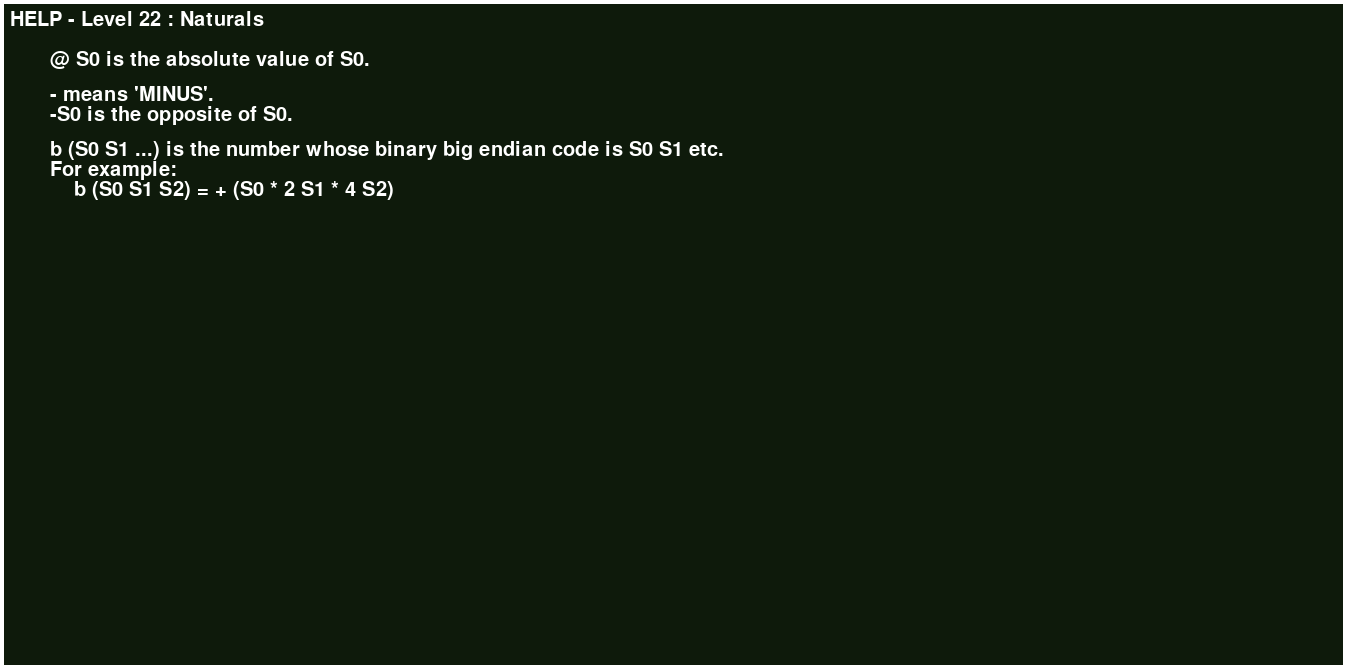 HELP - Level 22 : Naturals
@ S0 is the absolute value of S0.
- means 'MINUS'.
-S0 is the opposite of S0.
b (S0 S1 ...) is the number whose binary big endian code is S0 S1 etc.
For example:
b (S0 S1 S2) = + (S0 * 2 S1 * 4 S2)